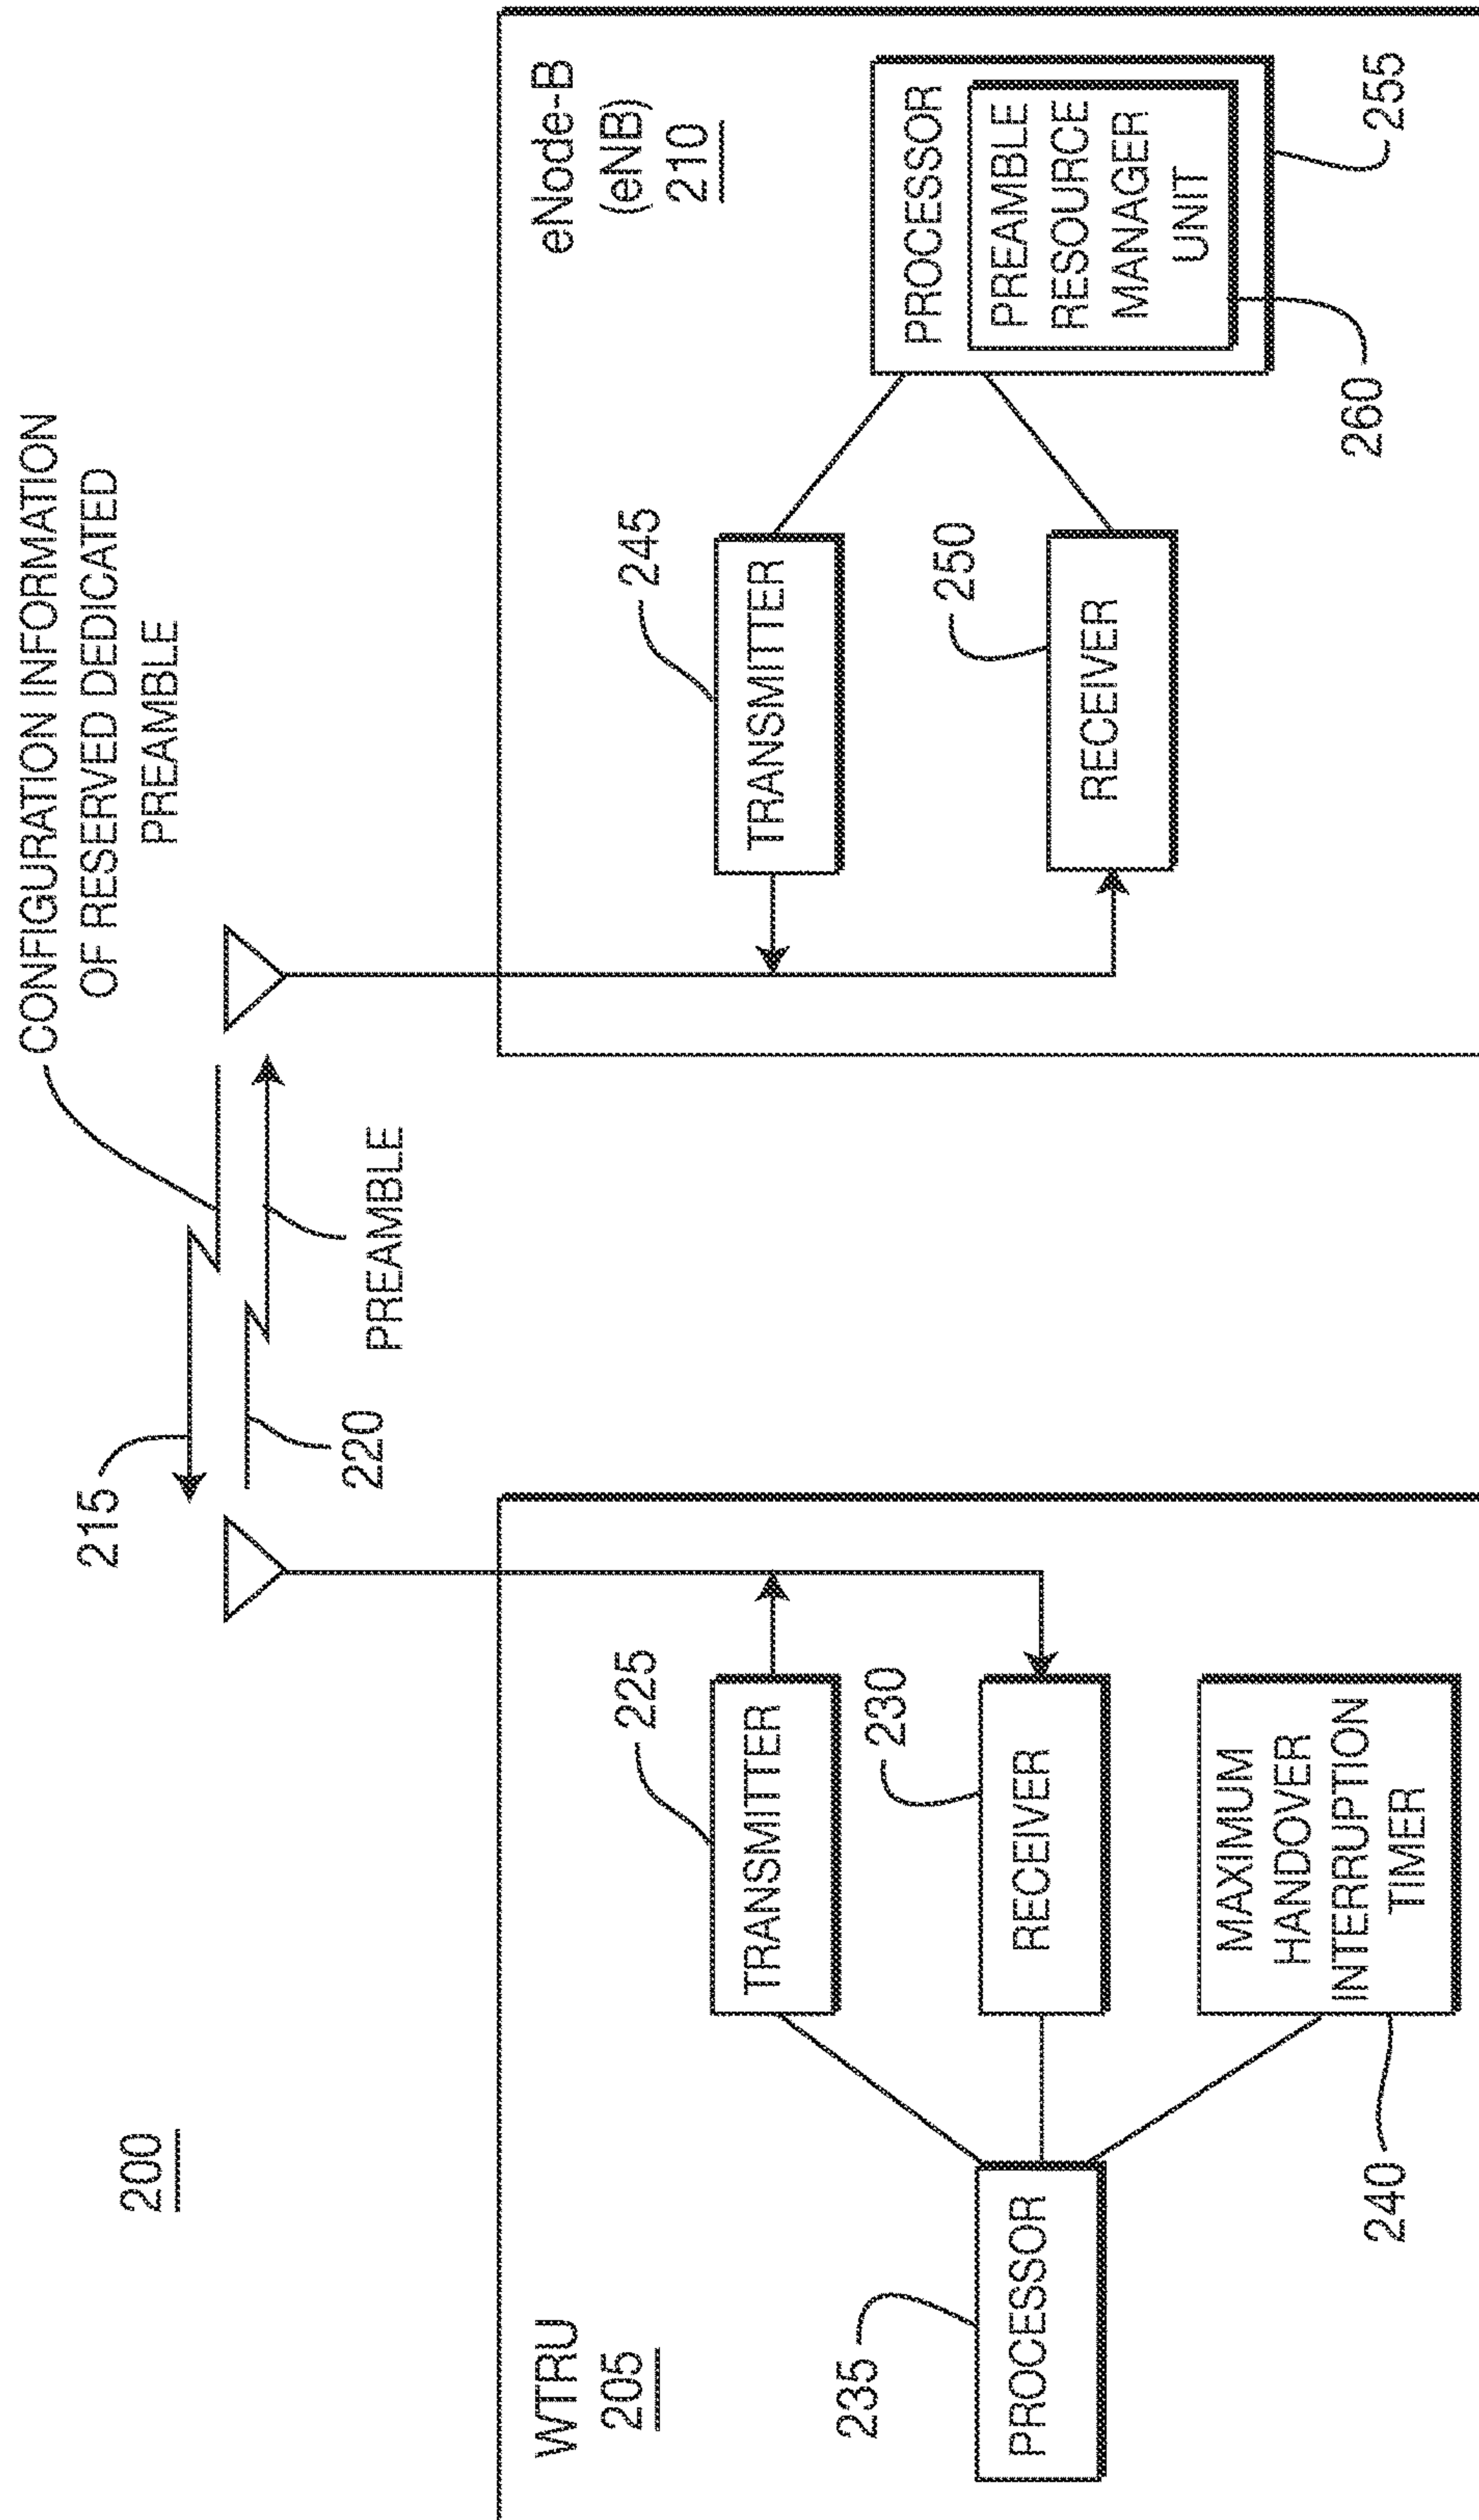 200
CONFIGURATION INFORMATION
OF RESERVED DEDICATED
PREAMBLE
215
220
PREAMBLE
WTRU
205
235
PROCESSOR
225
TRANSMITTER
230
RECEIVER
MAXIMUM
HANDOVER
INTERRUPTION
TIMER
240
eNode-B
(eNB)
210
245
TRANSMITTER
250
RECEIVER
PROCESSOR
PREAMBLE
RESOURCE
MANAGER
UNIT
260
255